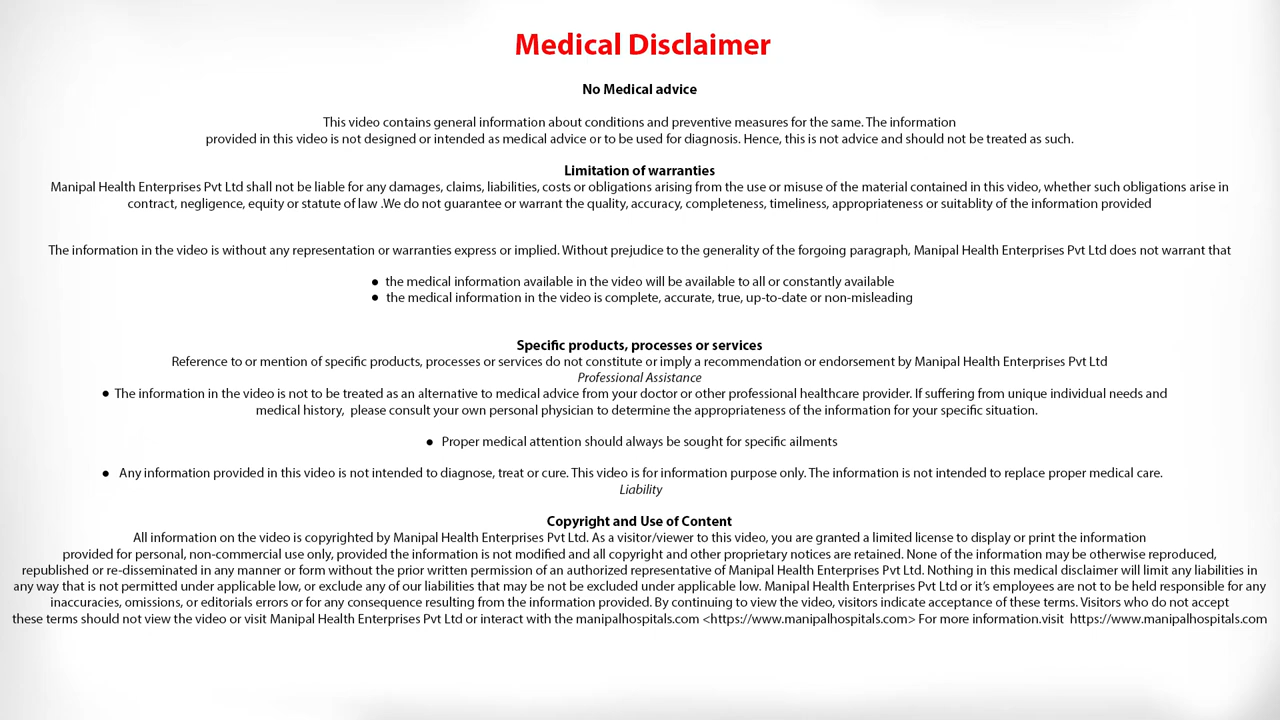 Medical Disclaimer
No Medical advice
This video contains general information about conditions and preventive measures for the same. The information
provided in this video is not designed or intended as medical advice or to be used for diagnosis. Hence, this is not advice and should not be treated as such.
Limitation of warranties
Manipal Health Enterprises Pvt Ltd shall not be liable for any damages, claims, liabilities, costs or obligations arising from the use or misuse of the material contained in this video, whether such obligations arise in
contract, negligence, equity or statute of law .We do not guarantee or warrant the quality, accuracy, completeness, timeliness, appropriateness or suitablity of the information provided
The information in the video is without any representation or warranties express or implied. Without prejudice to the generality of the forgoing paragraph, Manipal Health Enterprises Pvt Ltd does not warrant that
● the medical information available in the video will be available to all or constantly available
● the medical information in the video is complete, accurate, true, up-to-date or non-misleading
Specific products, processes or services
Reference to or mention of specific products, processes or services do not constitute or imply a recommendation or endorsement by Manipal Health Enterprises Pvt Ltd
Professional Assistance
● The information in the video is not to be treated as an alternative to medical advice from your doctor or other professional healthcare provider. If suffering from unique individual needs and
medical history, please consult your own personal physician to determine the appropriateness of the information for your specific situation.
● Proper medical attention should always be sought for specific ailments
● Any information provided in this video is not intended to diagnose, treat or cure. This video is for information purpose only. The information is not intended to replace proper medical care.
Liability
Copyright and Use of Content
All information on the video is copyrighted by Manipal Health Enterprises Pvt Ltd. As a visitor/viewer to this video, you are granted a limited license to display or print the information
provided for personal, non-commercial use only, provided the information is not modified and all copyright and other proprietary notices are retained. None of the information may be otherwise reproduced,
republished or re-disseminated in any manner or form without the prior written permission of an authorized representative of Manipal Health Enterprises Pvt Ltd. Nothing in this medical disclaimer will limit any liabilities in
any way that is not permitted under applicable low, or exclude any of our liabilities that may be not be excluded under applicable low. Manipal Health Enterprises Pvt Ltd or it's employees are not to be held responsible for any
inaccuracies, omissions, or editorials errors or for any consequence resulting from the information provided. By continuing to view the video, visitors indicate acceptance of these terms. Visitors who do not accept
these terms should not view the video or visit Manipal Health Enterprises Pvt Ltd or interact with the manipalhospitals.com <https://www.manipalhospitals.com> For more information.visit https://www.manipalhospitals.com